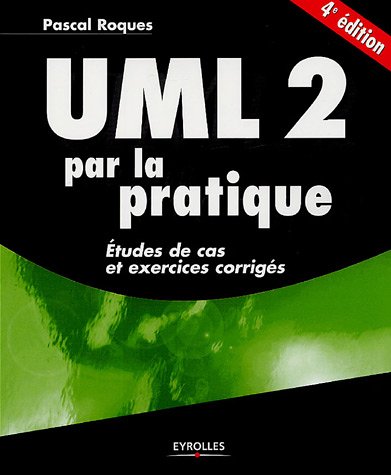 Pascal Roques
4e édition
UML 2
par la
pratique
Études de cas
et exercices corrigés
EYROLLES